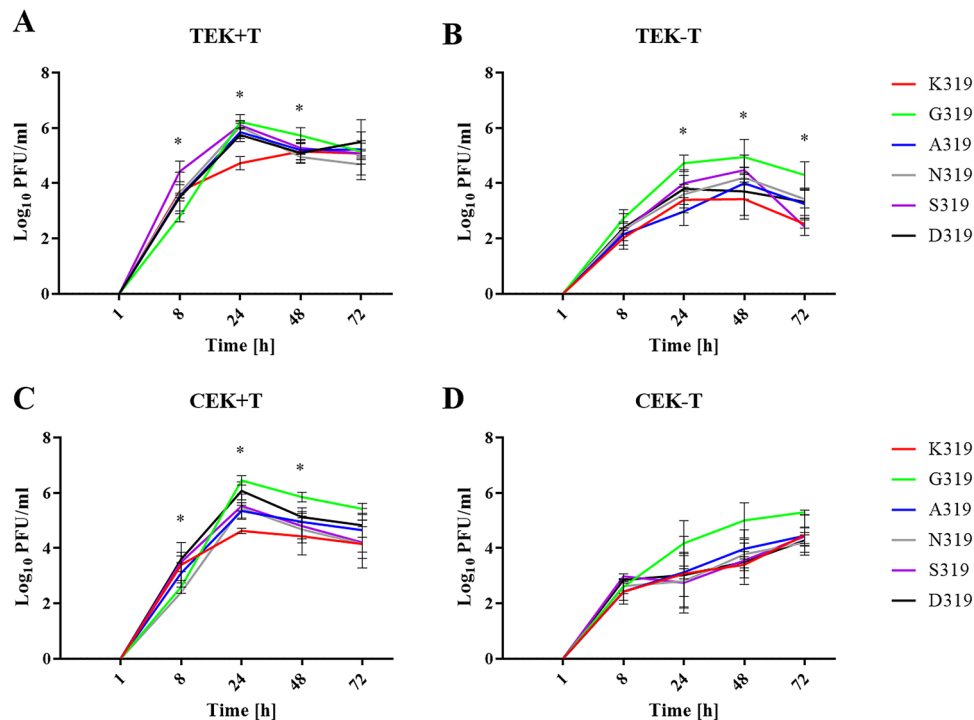 A
TEK+T
Log10 PFU/ml
8
6
4
2
0
*
*
*
1
8
24
48
72
Time [h]
B
TEK-T
8
6
4
2
0
*
*
*
1
8
24
48
72
Time [h]
K319
G319
A319
N319
S319
D319
C
CEK+T
Log10 PFU/ml
8
6
4
2
0
*
*
*
1
8
24
48
72
Time [h]
D
CEK-T
8
6
4
2
0
1
8
24
48
72
Time [h]
K319
G319
A319
N319
S319
D319